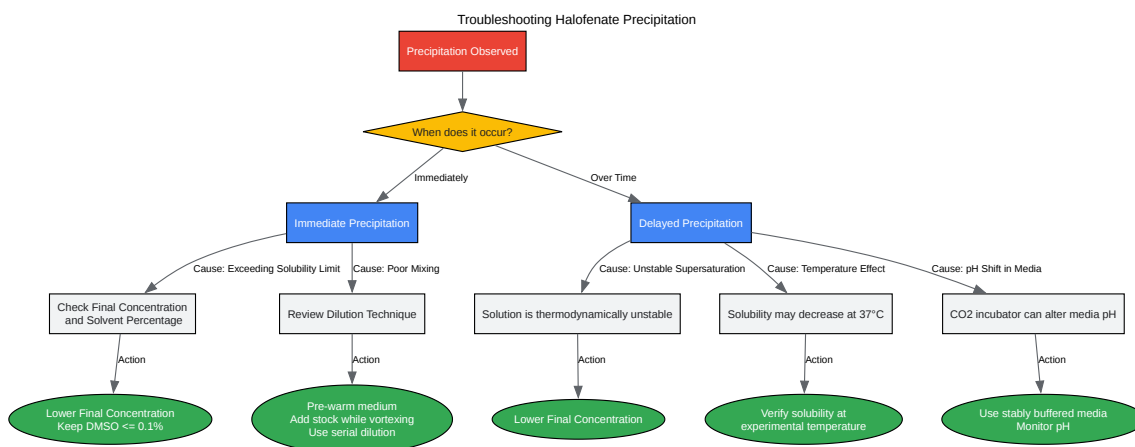 Troubleshooting Halofenate Precipitation
Precipitation Observed
When does it occur?
Immediately
Over Time
Immediate Precipitation
Delayed Precipitation
Cause: Exceeding Solubility Limit
Cause: Poor Mixing
Cause: Unstable Supersaturation
Cause: Temperature Effect
Cause: pH Shift in Media
Check Final Concentration
and Solvent Percentage
Review Dilution Technique
Solution is thermodynamically unstable
Solubility may decrease at 37°C
CO2 incubator can alter media pH
Action
Action
Action
Action
Action
Lower Final Concentration
Keep DMSO <= 0.1%
Pre-warm medium
Add stock while vortexing
Use serial dilution
Lower Final Concentration
Verify solubility at
experimental temperature
Use stably buffered media
Monitor pH